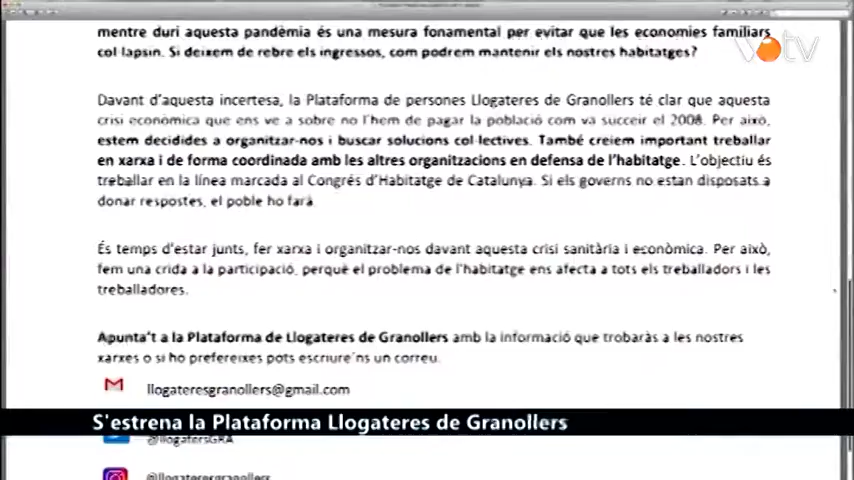 mentre duri aquesta pandèmia és una mesura fonamental per evitar que les economies familiars
col·lapsin. Si deixem de rebre els ingressos, com podrem mantenir els nostres habitatges?
votv
Davant d'aquesta incertesa, la Plataforma de persones Llogateres de Granollers té clar que aquesta
crisi econòmica que ens ve a sobre no l'hem de pagar la població com va succeir el 2008. Per això,
estem decidides a organitzar-nos i buscar solucions col·lectives. També creiem important treballar
en xarxa i de forma coordinada amb les altres organitzacions en defensa de l'habitatge. L'objectiu és
treballar en la línea marcada al Congrés d'Habitatge de Catalunya. Si els governs no estan disposats a
donar respostes, el poble ho farà
És temps d'estar junts, fer xarxa i organitzar-nos davant aquesta crisi sanitària i econòmica. Per això,
fem una crida a la participació, perquè el problema de l'habitatge ens afecta a tots els treballadors i les
treballadores.
Apunta't a la Plataforma de Llogateres de Granollers amb la informació que trobaràs a les nostres
xarxes o si ho prefereixes pots escriure´ns un correu.
llogateresgranollers@gmail.com
S'estrena la Plataforma Llogateres de Granollers
@llogatersGRA
@llogateresgranollers